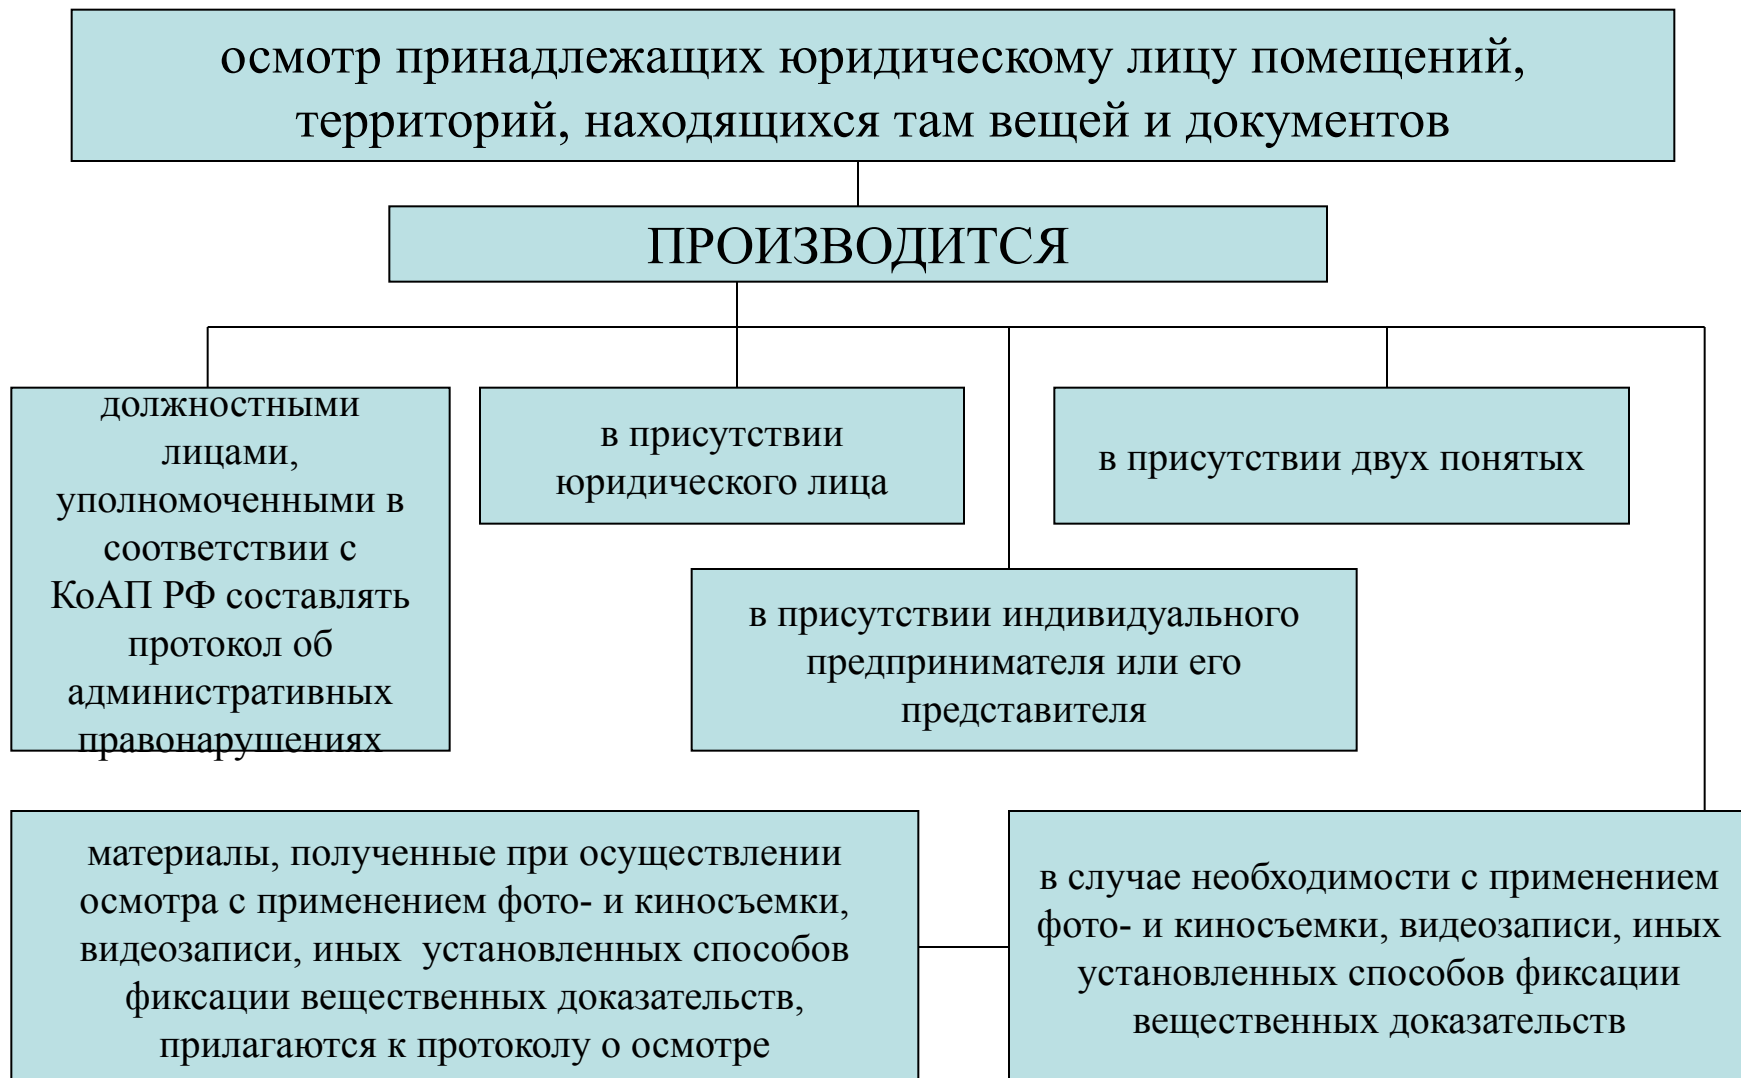 осмотр принадлежащих юридическому лицу помещений,
территорий, находящихся там вещей и документов
ПРОИЗВОДИТСЯ
должностными
лицами,
уполномоченными в
соответствии с
КоАП РФ составлять
протокол об
административных
правонарушениях
в присутствии
юридического лица
в присутствии двух понятых
в присутствии индивидуального
предпринимателя или его
представителя
материалы, полученные при осуществлении
осмотра с применением фото- и киносъемки,
видеозаписи, иных установленных способов
фиксации вещественных доказательств,
прилагаются к протоколу о осмотре
в случае необходимости с применением
фото- и киносъемки, видеозаписи, иных
установленных способов фиксации
вещественных доказательств